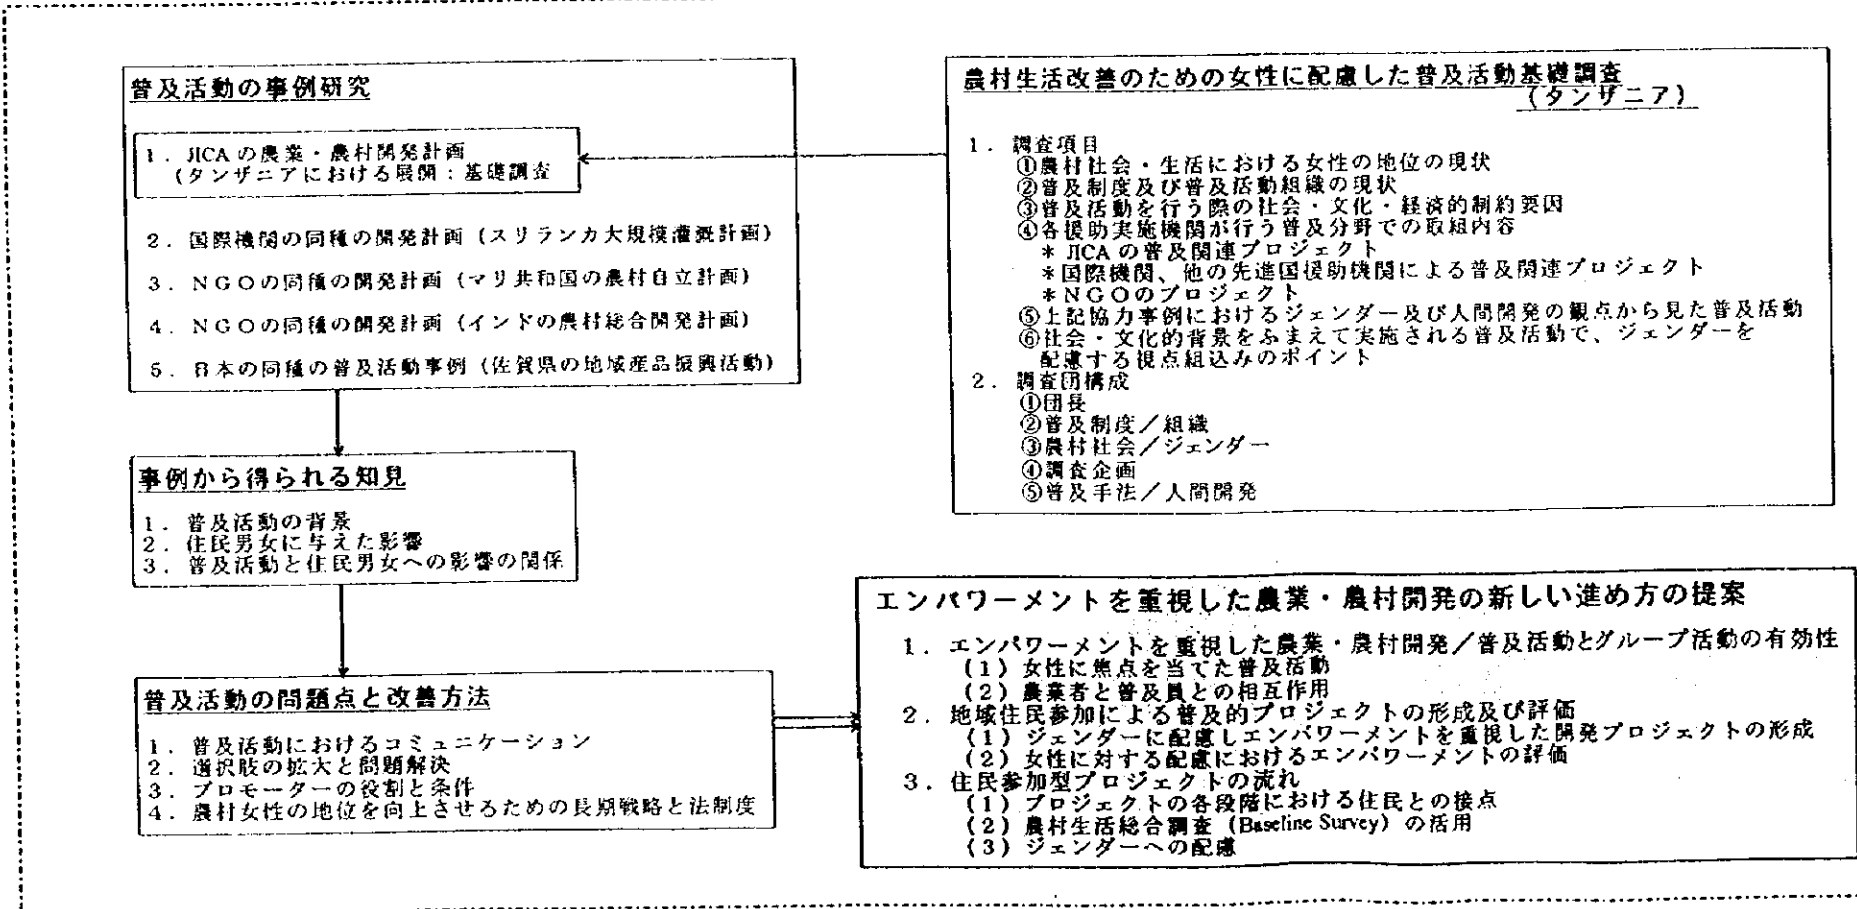 普及活動の事例研究
1. JICAの農業・農村開発計画
(タンザニアにおける展開:基礎調査
2. 国際機関の同種の開発計画(スリランカ大規模灌漑計画)
3. NGOの同種の開発計画(マリ共和国の農村自立計画)
4. NGOの同種の開発計画(インドの農村総合開発計画)
5. 日本の同種の普及活動事例(佐賀県の地域産品振興活動)
事例から得られる知見
1. 普及活動の背景
2. 住民男女に与えた影響
3. 普及活動と住民男女への影響の関係
普及活動の問題点と改善方法
1. 普及活動におけるコミュニケーション
2. 選択肢の拡大と問題解決
3. プロモーターの役割と条件
4. 農村女性の地位を向上させるための長期戦略と法制度
農村生活改善のための女性に配慮した普及活動基礎調査
(タンザニア)
1. 調査項目
①農村社会・生活における女性の地位の現状
②普及制度及び普及活動組織の現状
③普及活動を行う際の社会・文化・経済的制約要因
④各援助実施機関が行う普及分野での取組内容
*JICAの普及関連プロジェクト
*国際機関、他の先進国援助機関による普及関連プロジェクト
*NGOのプロジェクト
⑤上記協力事例におけるジェンダー及び人間開発の観点から見た普及活動
⑥社会・文化的背景をふまえて実施される普及活動で、ジェンダーを
配慮する視点組込みのポイント
2. 調査団構成
①団長
②普及制度/組織
③農村社会/ジェンダー
④調査企画
⑤普及手法/人間開発
エンパワーメントを重視した農業・農村開発の新しい進め方の提案
1. エンパワーメントを重視した農業・農村開発/普及活動とグループ活動の有効性
(1)女性に焦点を当てた普及活動
(2)農業者と普及員との相互作用
2. 地域住民参加による普及的プロジェクトの形成及び評価
(1)ジェンダーに配慮しエンパワーメントを重視した開発プロジェクトの形成
(2)女性に対する配慮におけるエンパワーメントの評価
3. 住民参加型プロジェクトの流れ
(1)プロジェクトの各段階における住民との接点
(2)農村生活総合調査(Baseline Survey)の活用
(3)ジェンダーへの配慮